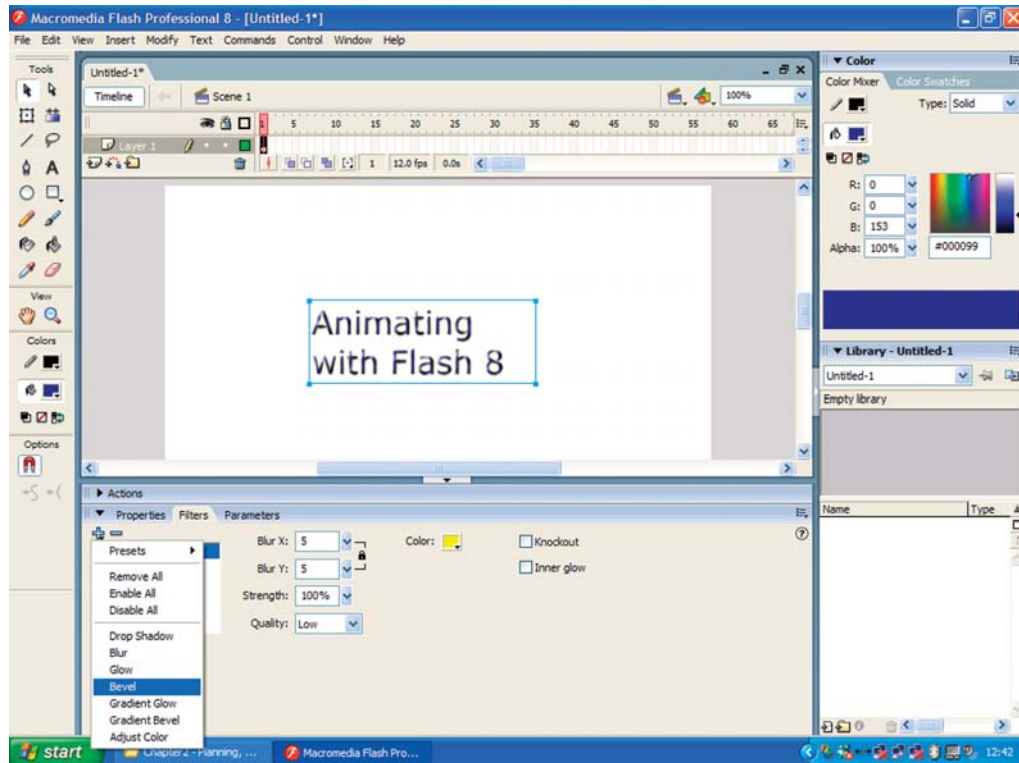 Macromedia Flash Professional 8 - [Untitled-1*]
File Edit View Insert Modify Text Commands Control Window Help
Tools
View
Colors
Options
Untitled-1*
Timeline
Scene 1
100%
1 5 10 15 20 25 30 35 40 45 50 55 60 65
Layer 1
1 12.0 fps 0.0s
Animating
with Flash 8
Actions
Properties Filters Parameters
Presets
Remove All
Enable All
Disable All
Drop Shadow
Blur
Glow
Bevel
Gradient Glow
Gradient Bevel
Adjust Color
Blur X: 5
Blur Y: 5
Strength: 100%
Quality: Low
Color:
Knockout
Inner glow
Color
Color Mixer Color Swatches
Type: Solid
R: 0
G: 0
B: 153
Alpha: 100% #000099
Library - Untitled-1
Untitled-1
Empty library
Name Type
start
Chapter2 - Planning, ...
Macromedia Flash Pro...
12:42